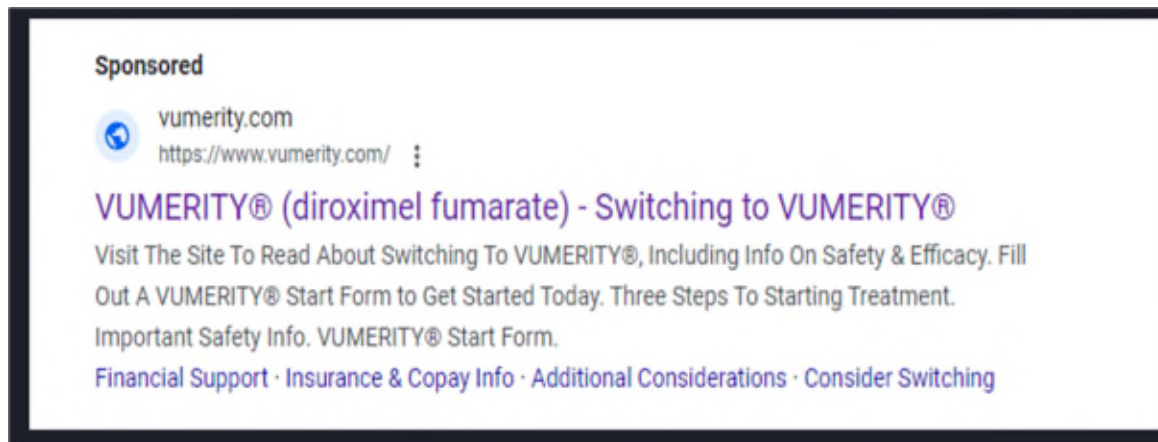 Sponsored
vumerity.com
https://www.vumerity.com/
VUMERITY® (diroximel fumarate) - Switching to VUMERITY®
Visit The Site To Read About Switching To VUMERITY®, Including Info On Safety & Efficacy. Fill
Out A VUMERITY® Start Form to Get Started Today. Three Steps To Starting Treatment.
Important Safety Info. VUMERITY® Start Form.
Financial Support · Insurance & Copay Info · Additional Considerations · Consider Switching